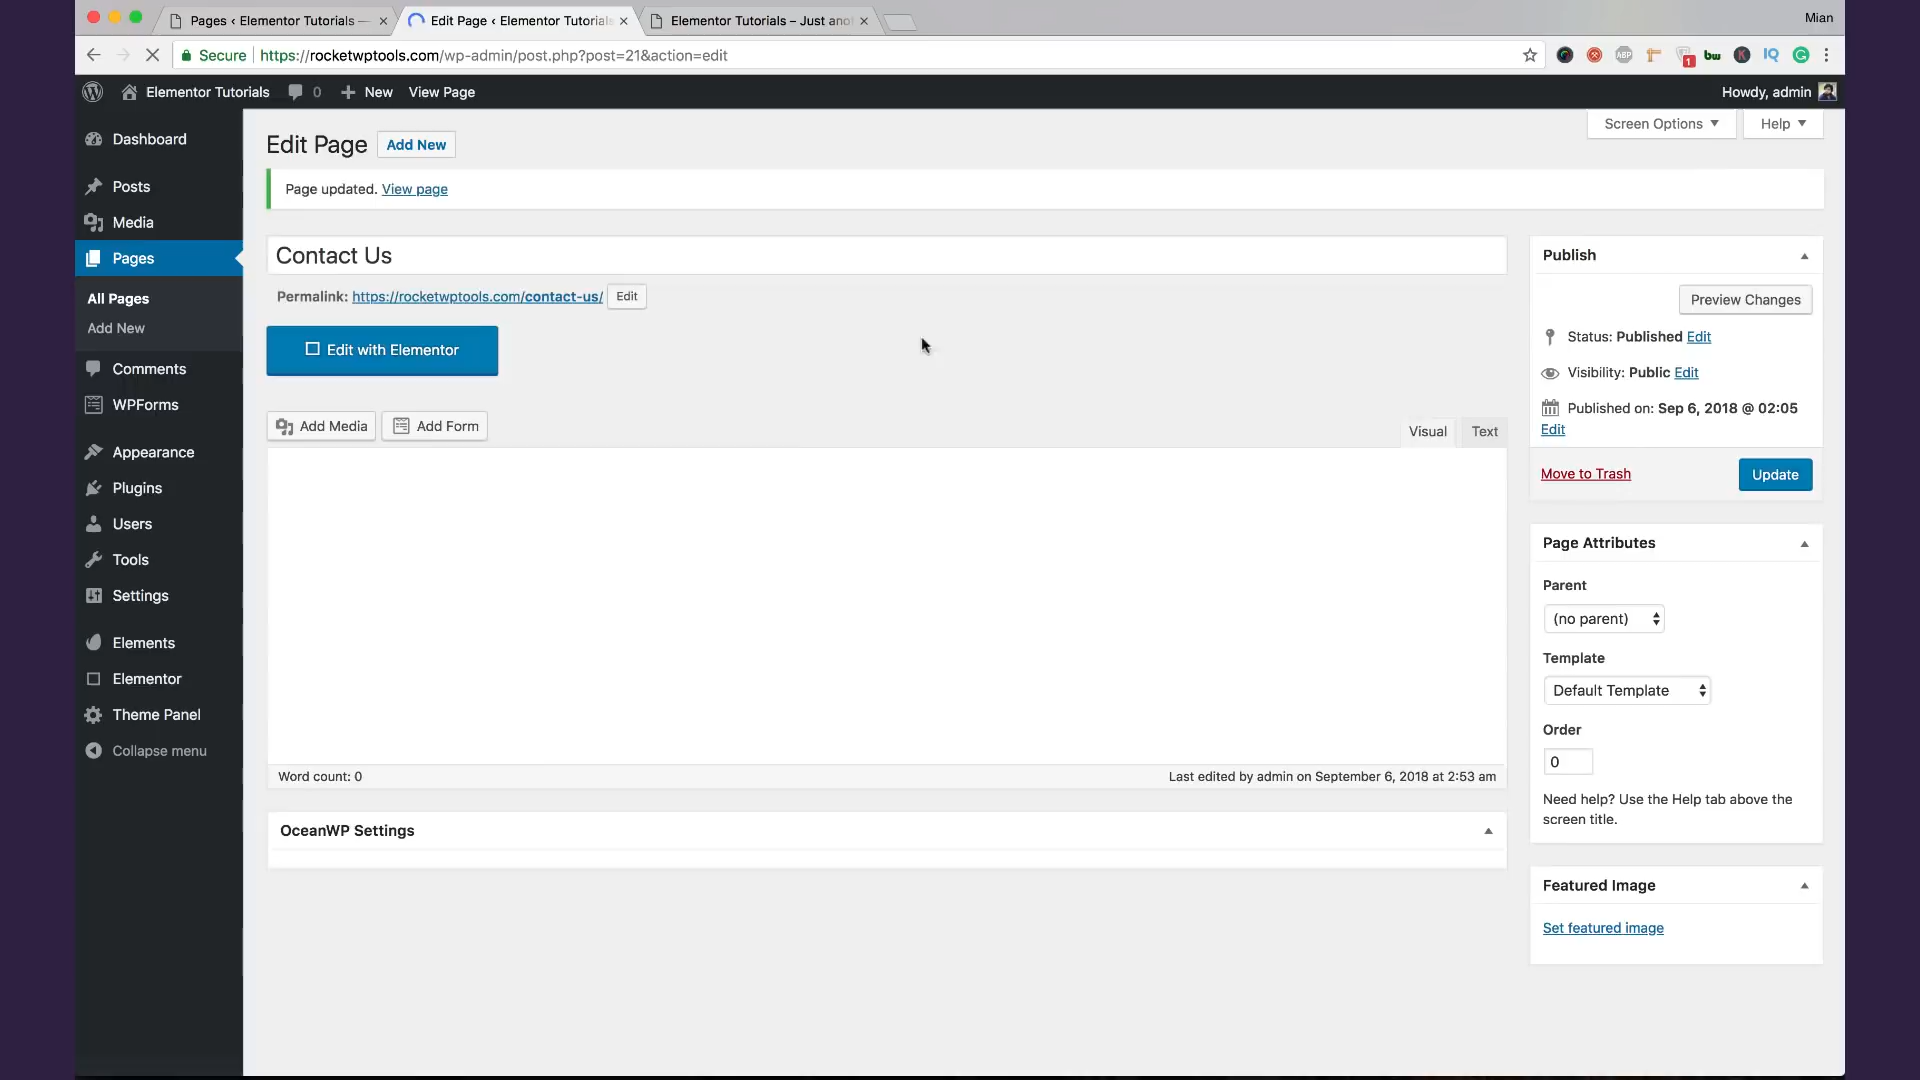 Pages ‹ Elementor Tutorials —
Edit Page ‹ Elementor Tutorials
Elementor Tutorials – Just anot
Mian
Secure
https://rocketwptools.com/wp-admin/post.php?post=21&action=edit
ABP
1
bw
K
IQ
G
Elementor Tutorials
0
New
View Page
Howdy, admin
Dashboard
Posts
Media
Pages
All Pages
Add New
Comments
WPForms
Appearance
Plugins
Users
Tools
Settings
Elements
Elementor
Theme Panel
Collapse menu
Screen Options
Help
Edit Page
Add New
Page updated. View page
Contact Us
Permalink: https://rocketwptools.com/contact-us/
Edit
Edit with Elementor
Add Media
Add Form
Visual
Text
Word count: 0
Last edited by admin on September 6, 2018 at 2:53 am
OceanWP Settings
Publish
Preview Changes
Status: Published Edit
Visibility: Public Edit
Published on: Sep 6, 2018 @ 02:05
Edit
Move to Trash
Update
Page Attributes
Parent
(no parent)
Template
Default Template
Order
0
Need help? Use the Help tab above the
screen title.
Featured Image
Set featured image